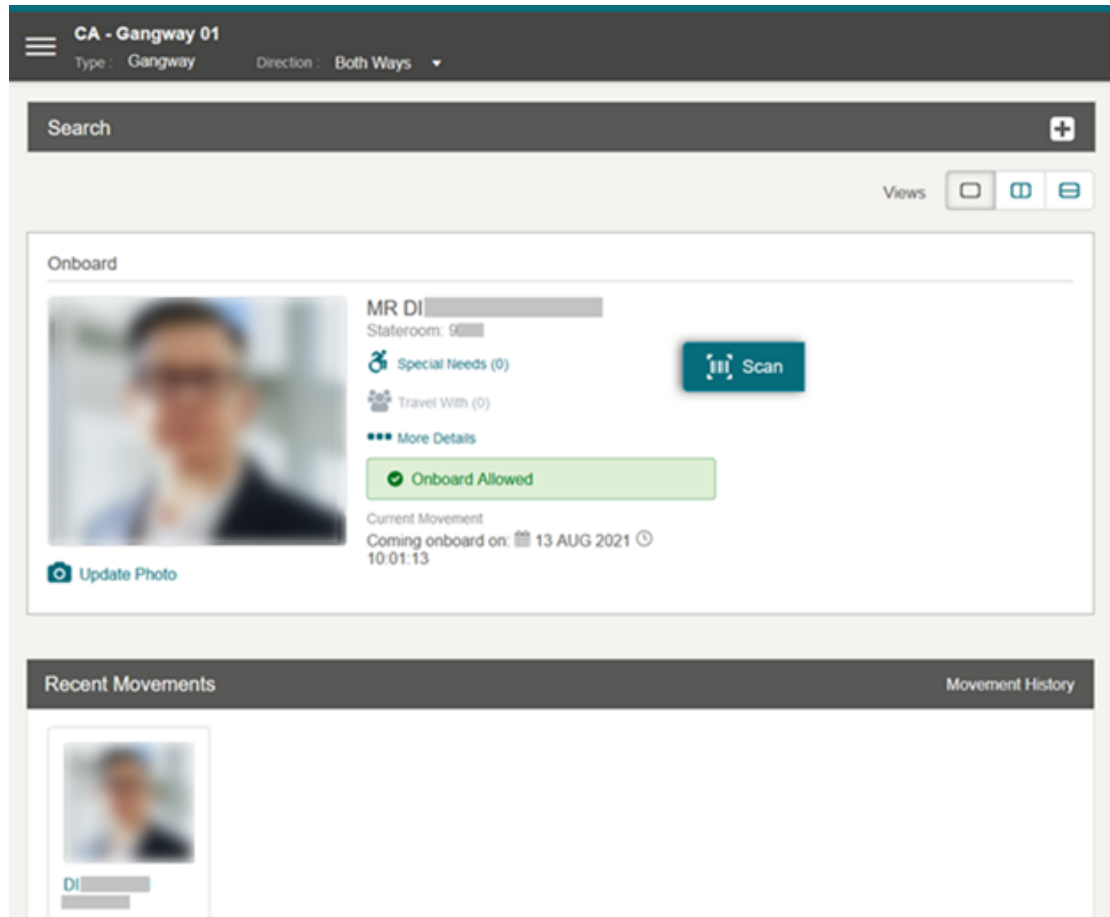 CA - Gangway 01
Type : Gangway Direction : Both Ways
Search
Views
Onboard
MR DI
Stateroom: 9
Special Needs (0)
Travel With (0)
More Details
Scan
Onboard Allowed
Current Movement
Coming onboard on: 13 AUG 2021
10:01:13
Update Photo
Recent Movements Movement History
DI